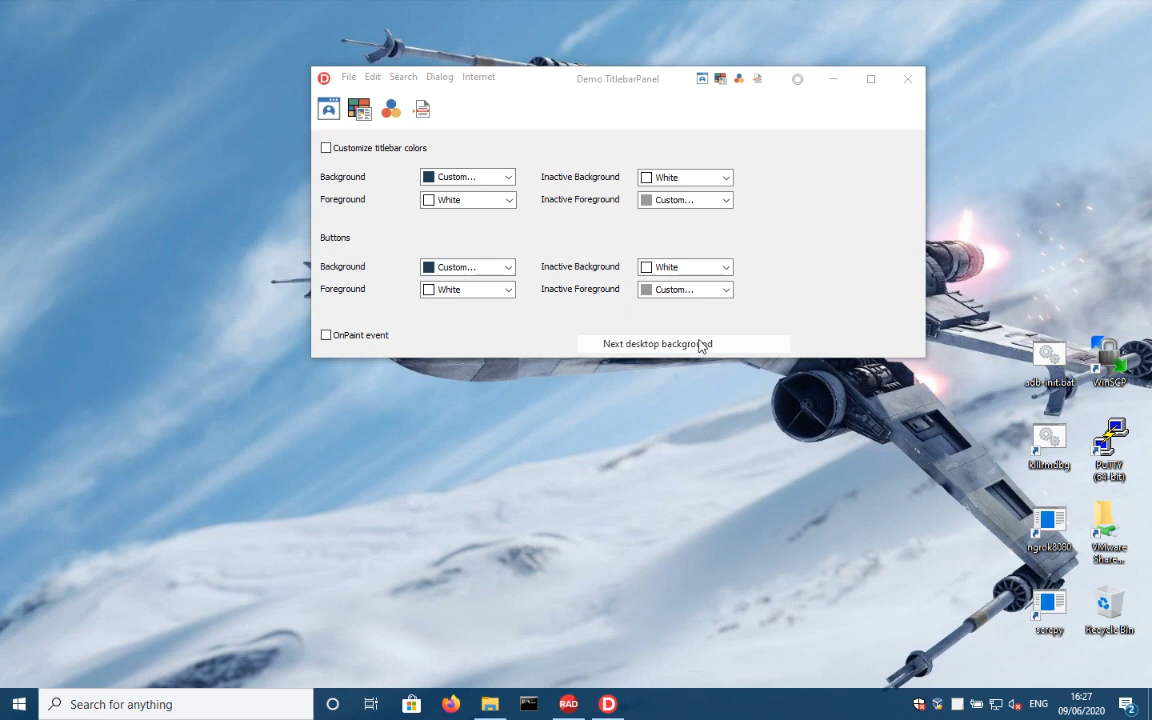 File Edit Search Dialog Internet
Demo TitlebarPanel
Customize titlebar colors
Background Custom... Inactive Background White
Foreground White Inactive Foreground Custom...
Buttons
Background Custom... Inactive Background White
Foreground White Inactive Foreground Custom...
OnPaint event
Next desktop background
adb-init.bat
WinSCP
killrmdbg
PuTTY
(64-bit)
ngrok8080
VMware
Share...
scrcpy
Recycle Bin
Search for anything
RAD
D
ENG
16:27
09/06/2020
2